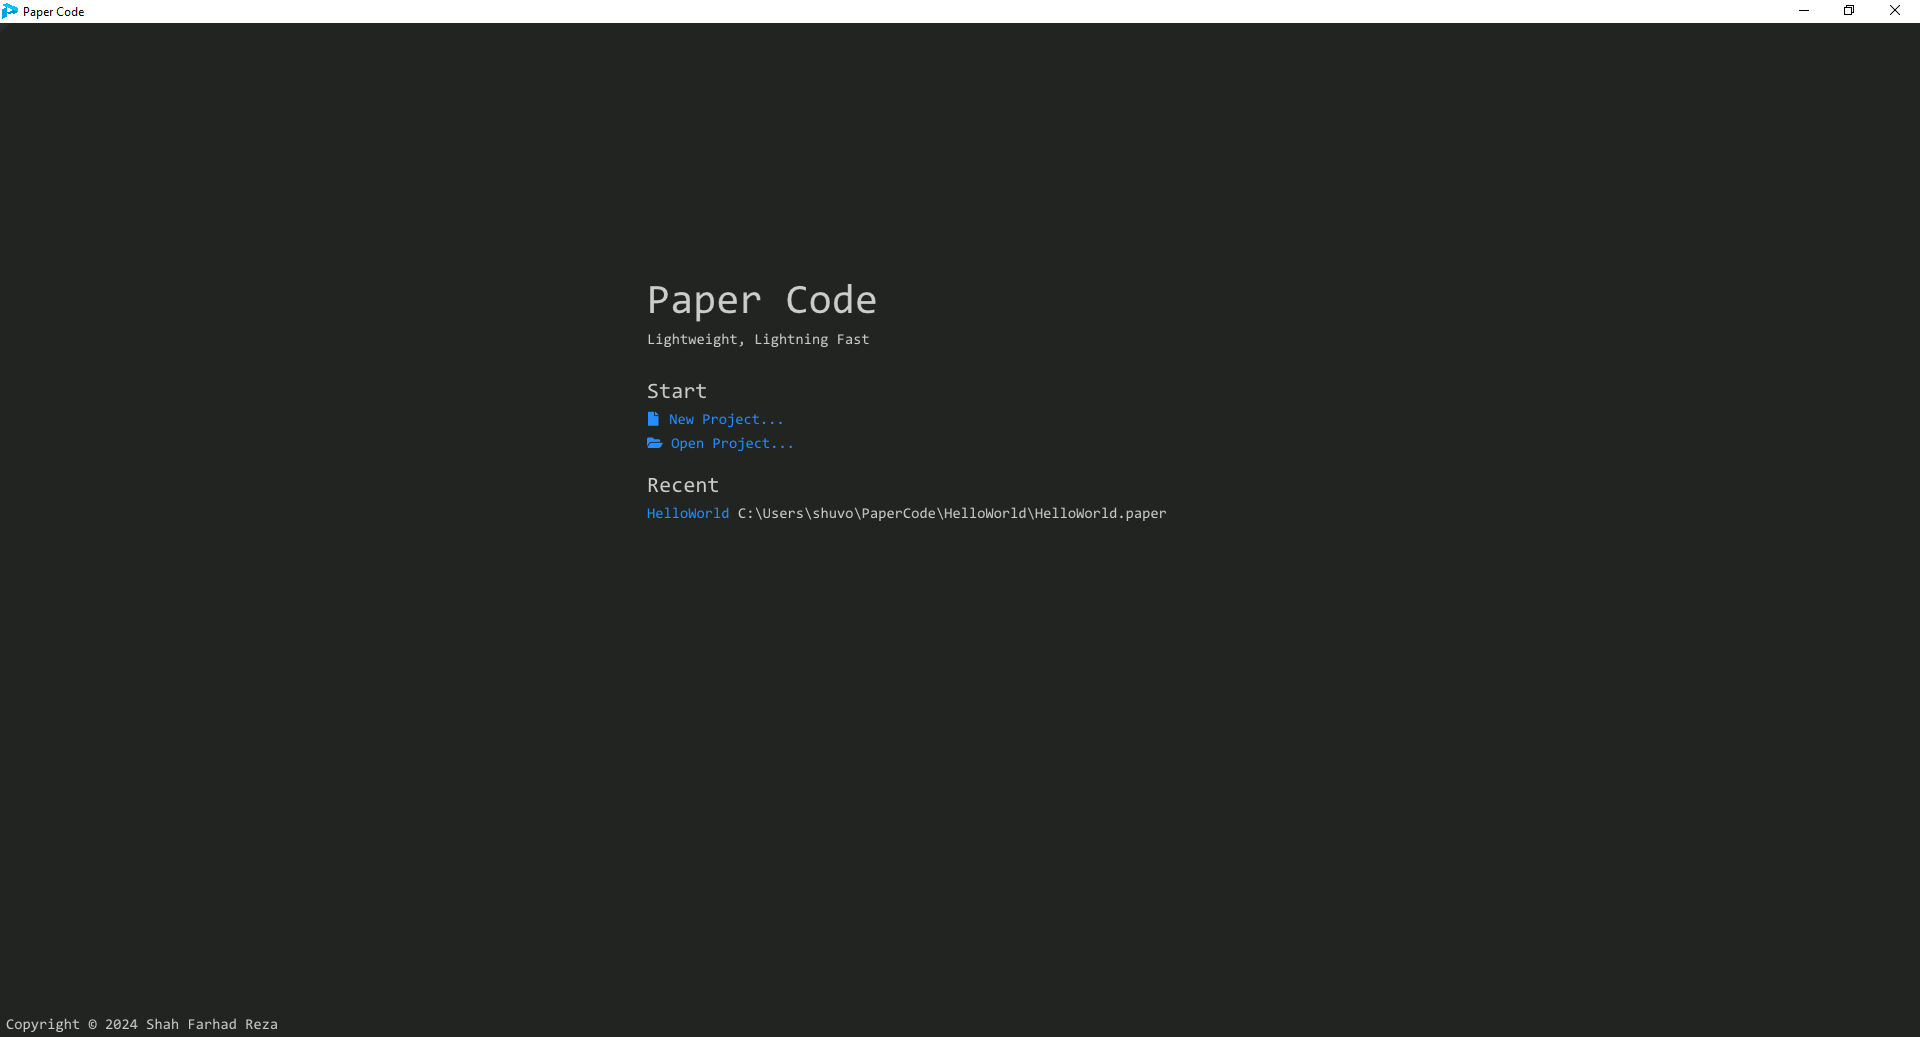 Paper Code
Paper Code
Lightweight, Lightning Fast
Start
New Project...
Open Project...
Recent
HelloWorld C:\Users\shuvo\PaperCode\HelloWorld\HelloWorld.paper
Copyright © 2024 Shah Farhad Reza